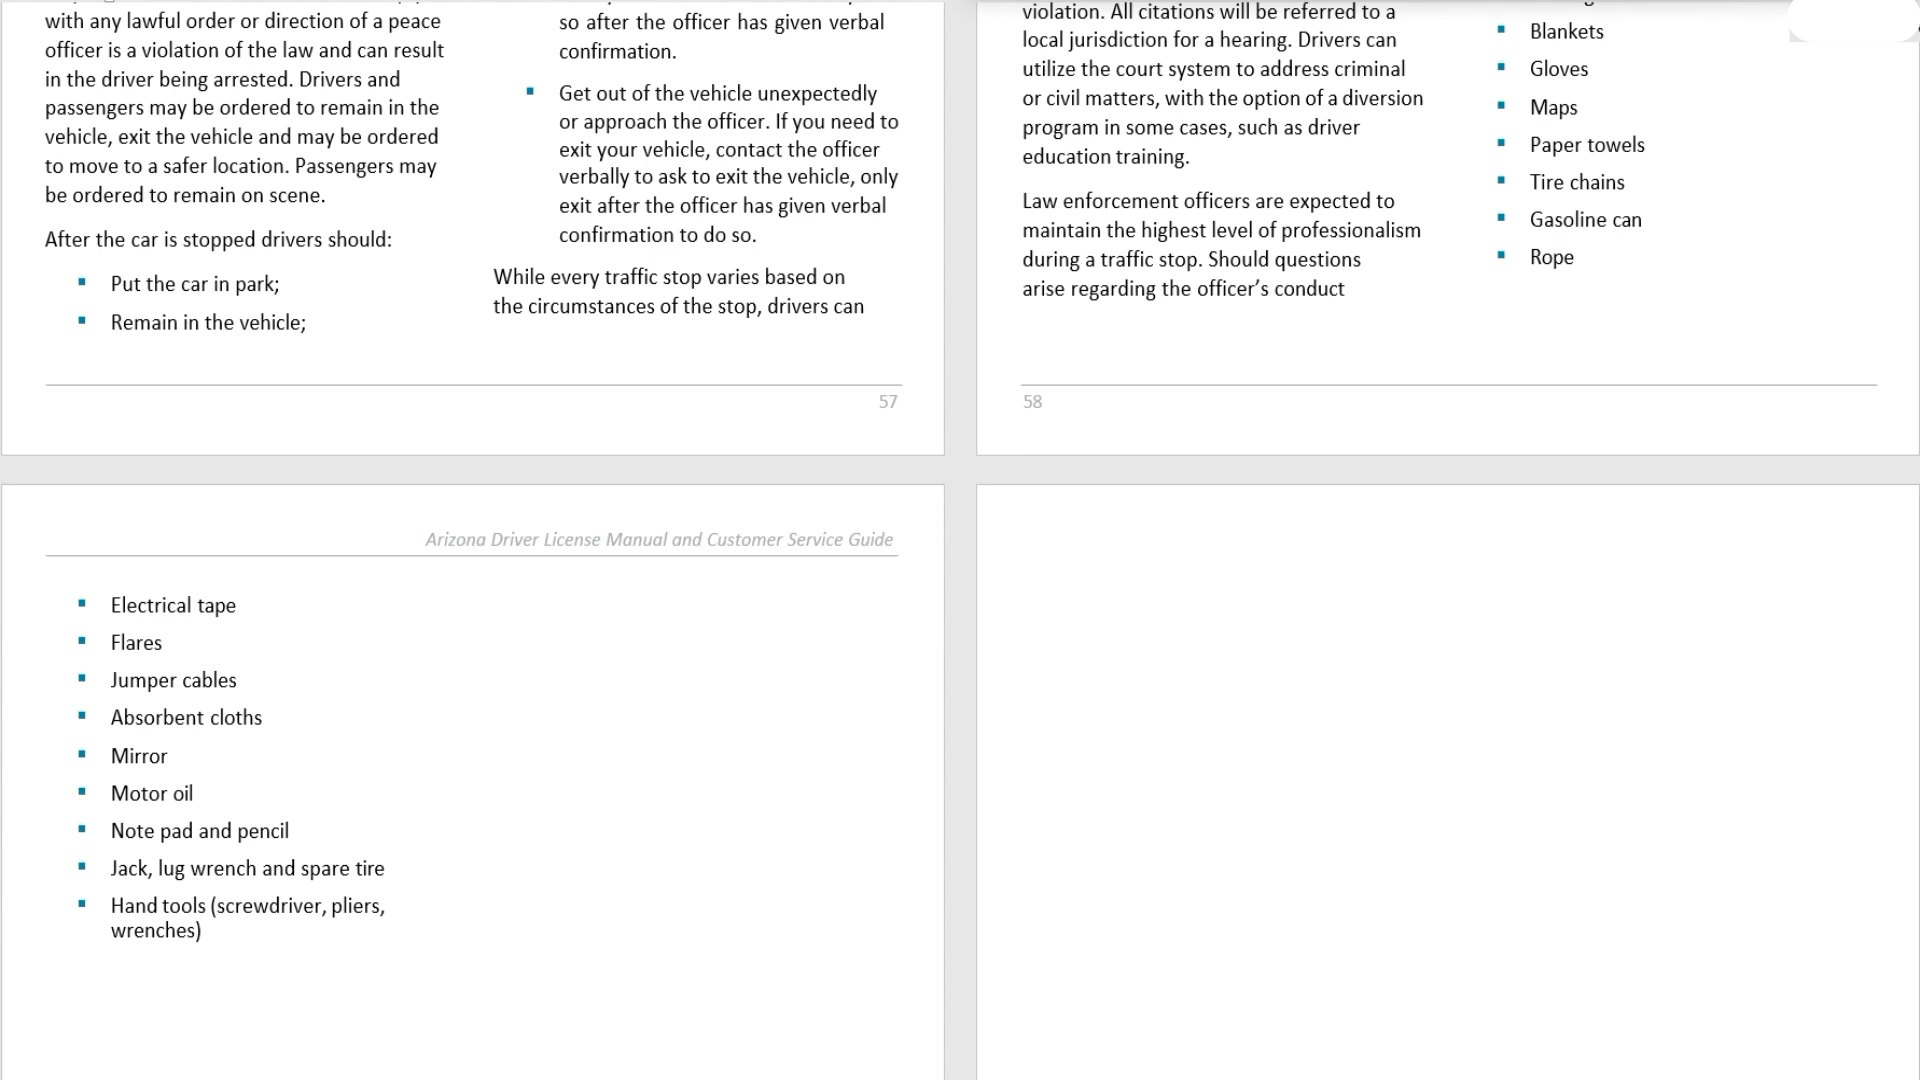 with any lawful order or direction of a peace
officer is a violation of the law and can result
in the driver being arrested. Drivers and
passengers may be ordered to remain in the
vehicle, exit the vehicle and may be ordered
to move to a safer location. Passengers may
be ordered to remain on scene.
After the car is stopped drivers should:
▪ Put the car in park;
▪ Remain in the vehicle;
so after the officer has given verbal
confirmation.
▪ Get out of the vehicle unexpectedly
or approach the officer. If you need to
exit your vehicle, contact the officer
verbally to ask to exit the vehicle, only
exit after the officer has given verbal
confirmation to do so.
While every traffic stop varies based on
the circumstances of the stop, drivers can
57
violation. All citations will be referred to a
local jurisdiction for a hearing. Drivers can
utilize the court system to address criminal
or civil matters, with the option of a diversion
program in some cases, such as driver
education training.
Law enforcement officers are expected to
maintain the highest level of professionalism
during a traffic stop. Should questions
arise regarding the officer’s conduct
▪ Blankets
▪ Gloves
▪ Maps
▪ Paper towels
▪ Tire chains
▪ Gasoline can
▪ Rope
58
Arizona Driver License Manual and Customer Service Guide
▪ Electrical tape
▪ Flares
▪ Jumper cables
▪ Absorbent cloths
▪ Mirror
▪ Motor oil
▪ Note pad and pencil
▪ Jack, lug wrench and spare tire
▪ Hand tools (screwdriver, pliers,
wrenches)